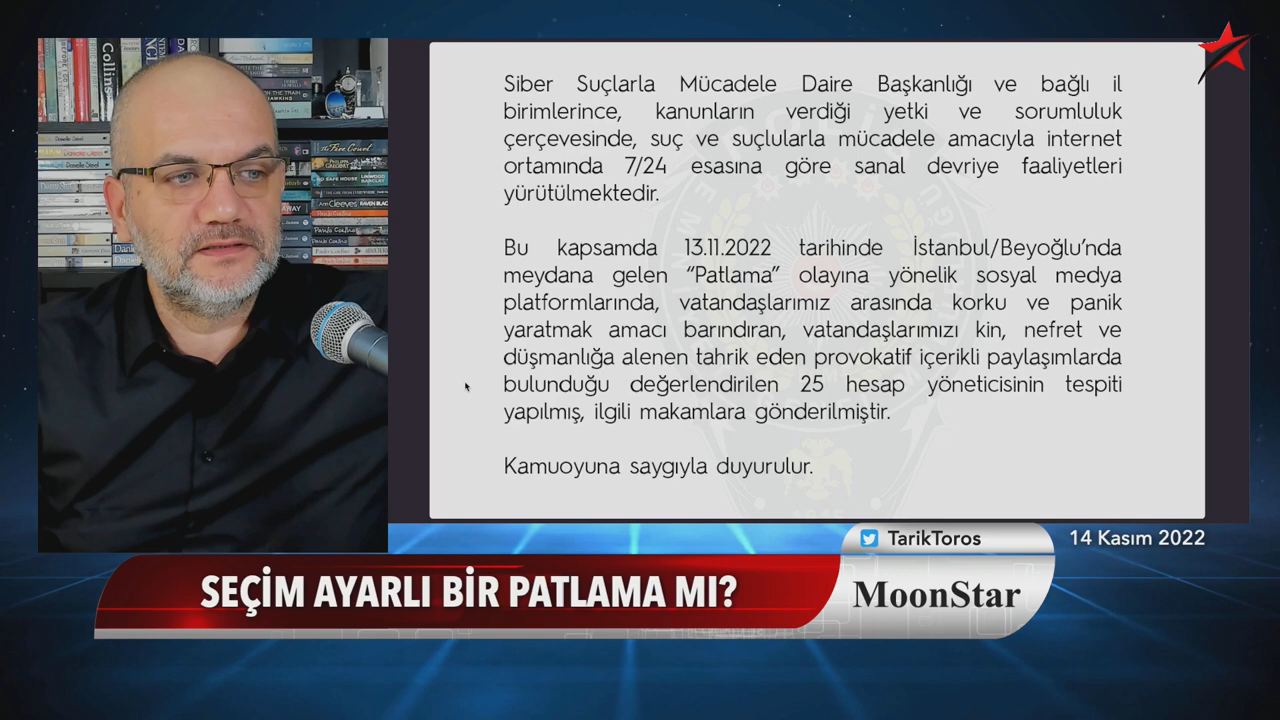 Siber Suçlarla Mücadele Daire Başkanlığı ve bağlı il
birimlerince, kanunların verdiği yetki ve sorumluluk
çerçevesinde, suç ve suçlularla mücadele amacıyla internet
ortamında 7/24 esasına göre sanal devriye faaliyetleri
yürütülmektedir.
Bu kapsamda 13.11.2022 tarihinde İstanbul/Beyoğlu’nda
meydana gelen “Patlama” olayına yönelik sosyal medya
platformlarında, vatandaşlarımız arasında korku ve panik
yaratmak amacı barındıran, vatandaşlarımızı kin, nefret ve
düşmanlığa alenen tahrik eden provokatif içerikli paylaşımlarda
bulunduğu değerlendirilen 25 hesap yöneticisinin tespiti
yapılmış, ilgili makamlara gönderilmiştir.
Kamuoyuna saygıyla duyurulur.
TarikToros
14 Kasım 2022
SEÇİM AYARLI BİR PATLAMA MI?
MoonStar
Collins
The First Count